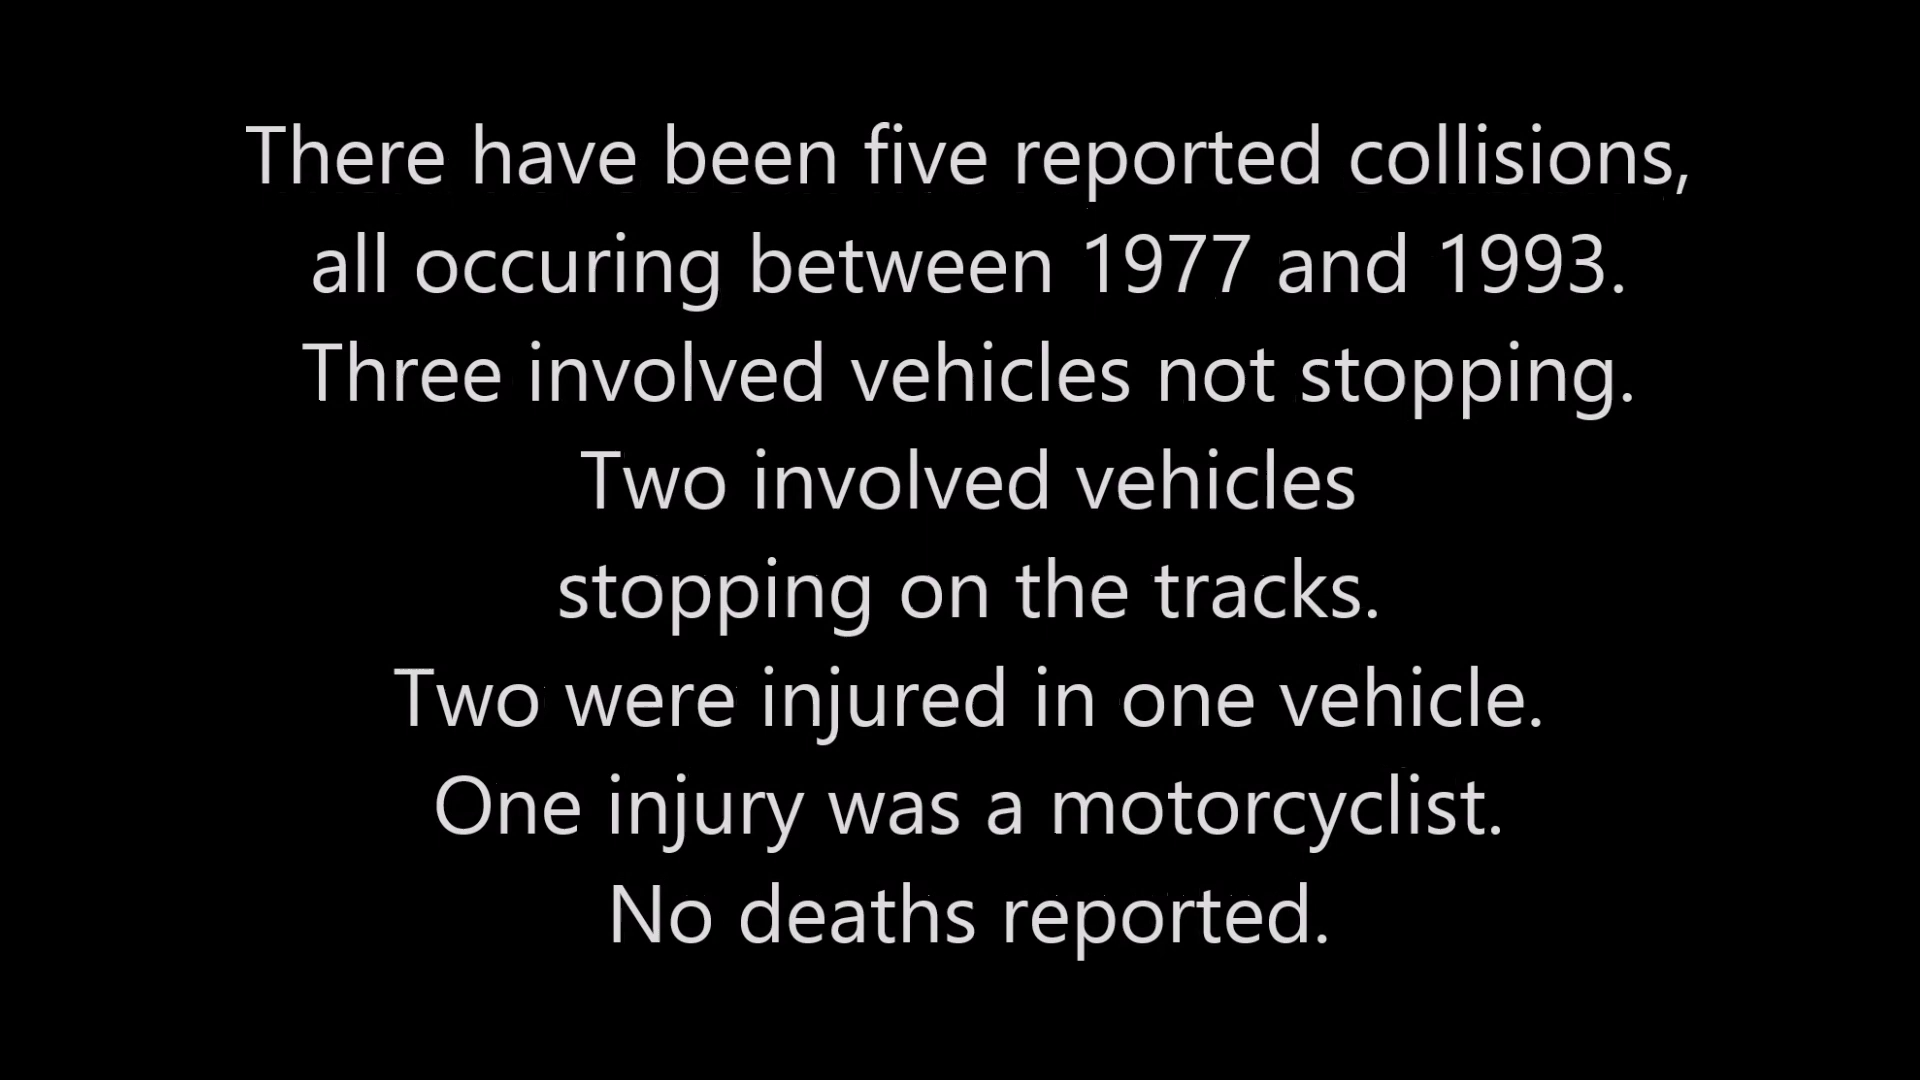 There have been five reported collisions,
all occuring between 1977 and 1993.
Three involved vehicles not stopping.
Two involved vehicles
stopping on the tracks.
Two were injured in one vehicle.
One injury was a motorcyclist.
No deaths reported.